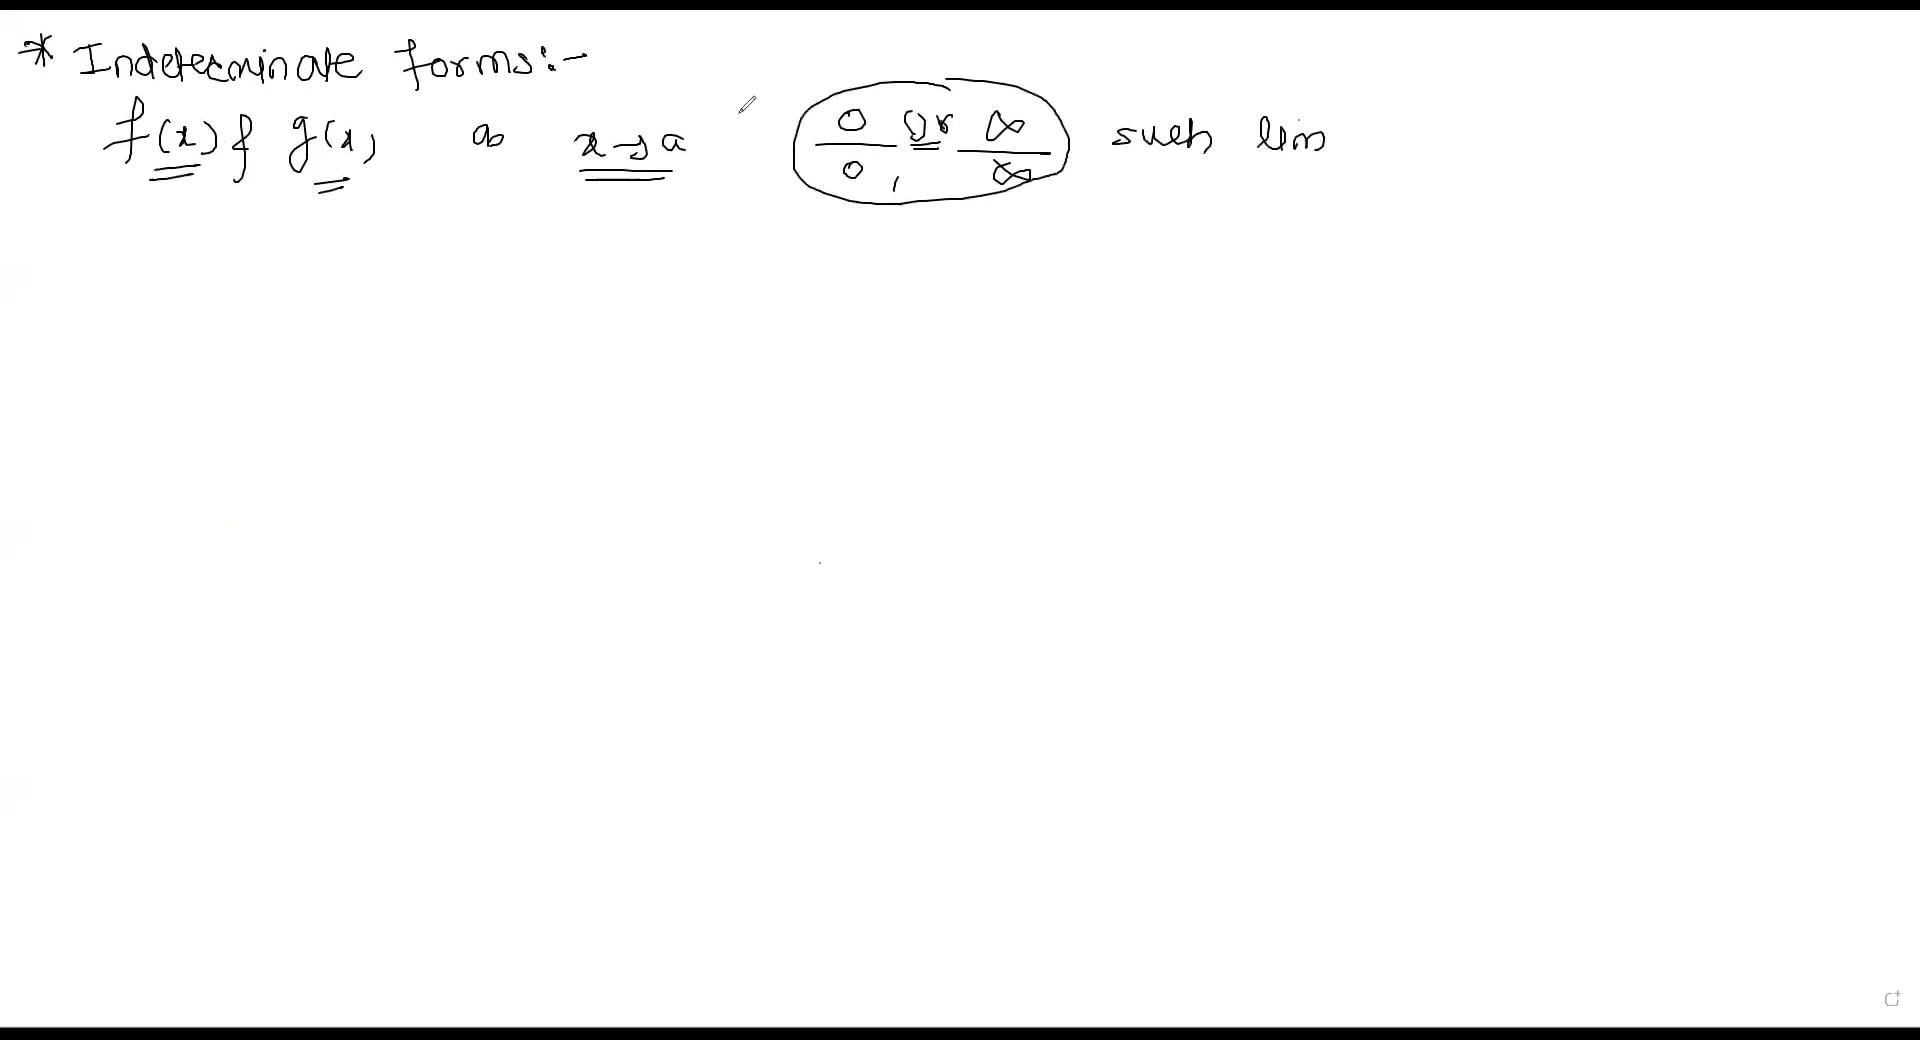 * Indeterminate forms:-
f(x) & g(x) as x→a 0/0, or ∞/∞ such lim